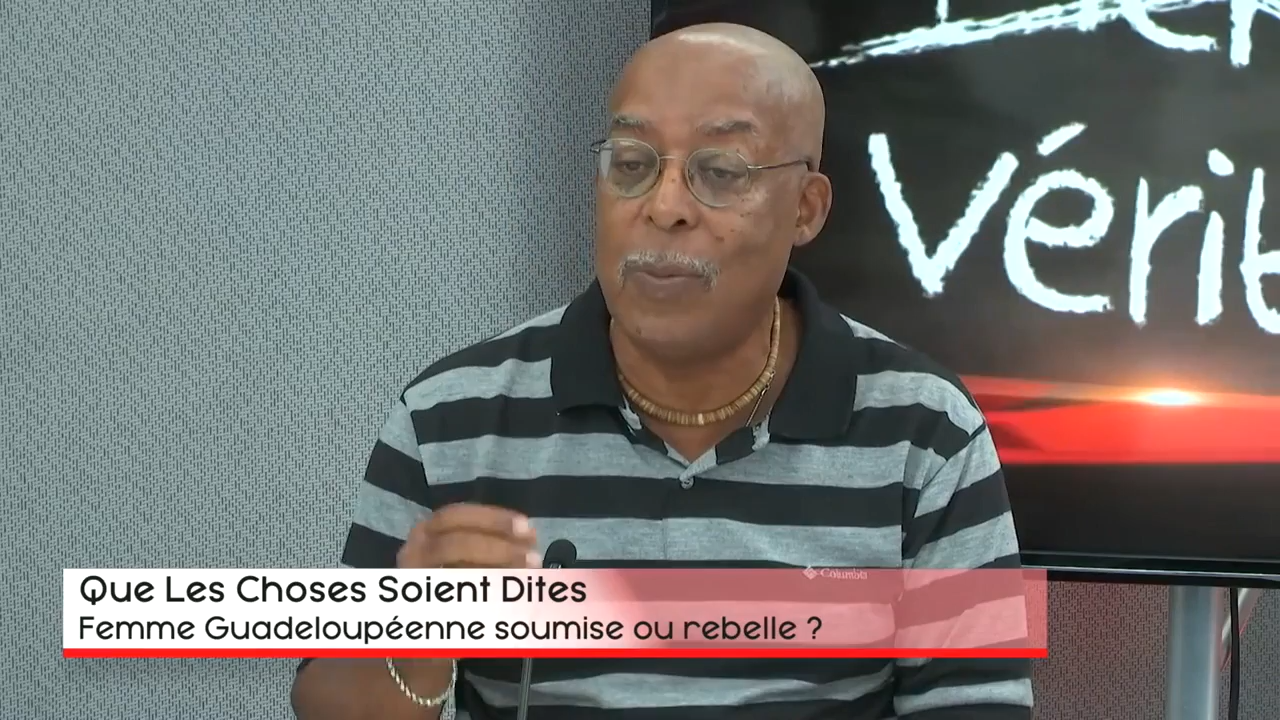 Vérit
Columbia
Que Les Choses Soient Dites
Femme Guadeloupéenne soumise ou rebelle ?